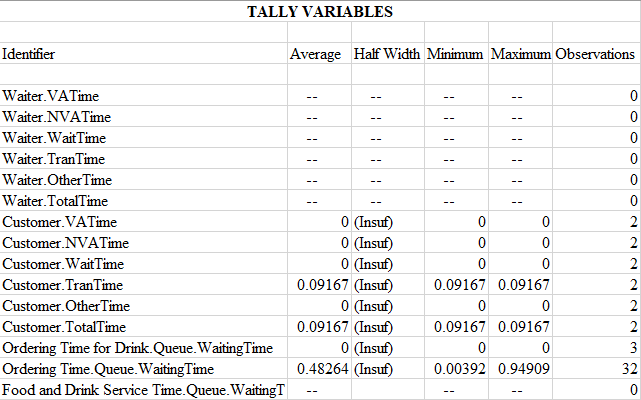 TALLY VARIABLES
Identifier Average Half Width Minimum Maximum Observations
Waiter.VATime -- -- -- -- 0
Waiter.NVATime -- -- -- -- 0
Waiter.WaitTime -- -- -- -- 0
Waiter.TranTime -- -- -- -- 0
Waiter.OtherTime -- -- -- -- 0
Waiter.TotalTime -- -- -- -- 0
Customer.VATime 0 (Insuf) 0 0 2
Customer.NVATime 0 (Insuf) 0 0 2
Customer.WaitTime 0 (Insuf) 0 0 2
Customer.TranTime 0.09167 (Insuf) 0.09167 0.09167 2
Customer.OtherTime 0 (Insuf) 0 0 2
Customer.TotalTime 0.09167 (Insuf) 0.09167 0.09167 2
Ordering Time for Drink.Queue.WaitingTime 0 (Insuf) 0 0 3
Ordering Time.Queue.WaitingTime 0.48264 (Insuf) 0.00392 0.94909 32
Food and Drink Service Time.Queue.WaitingT -- -- -- -- 0